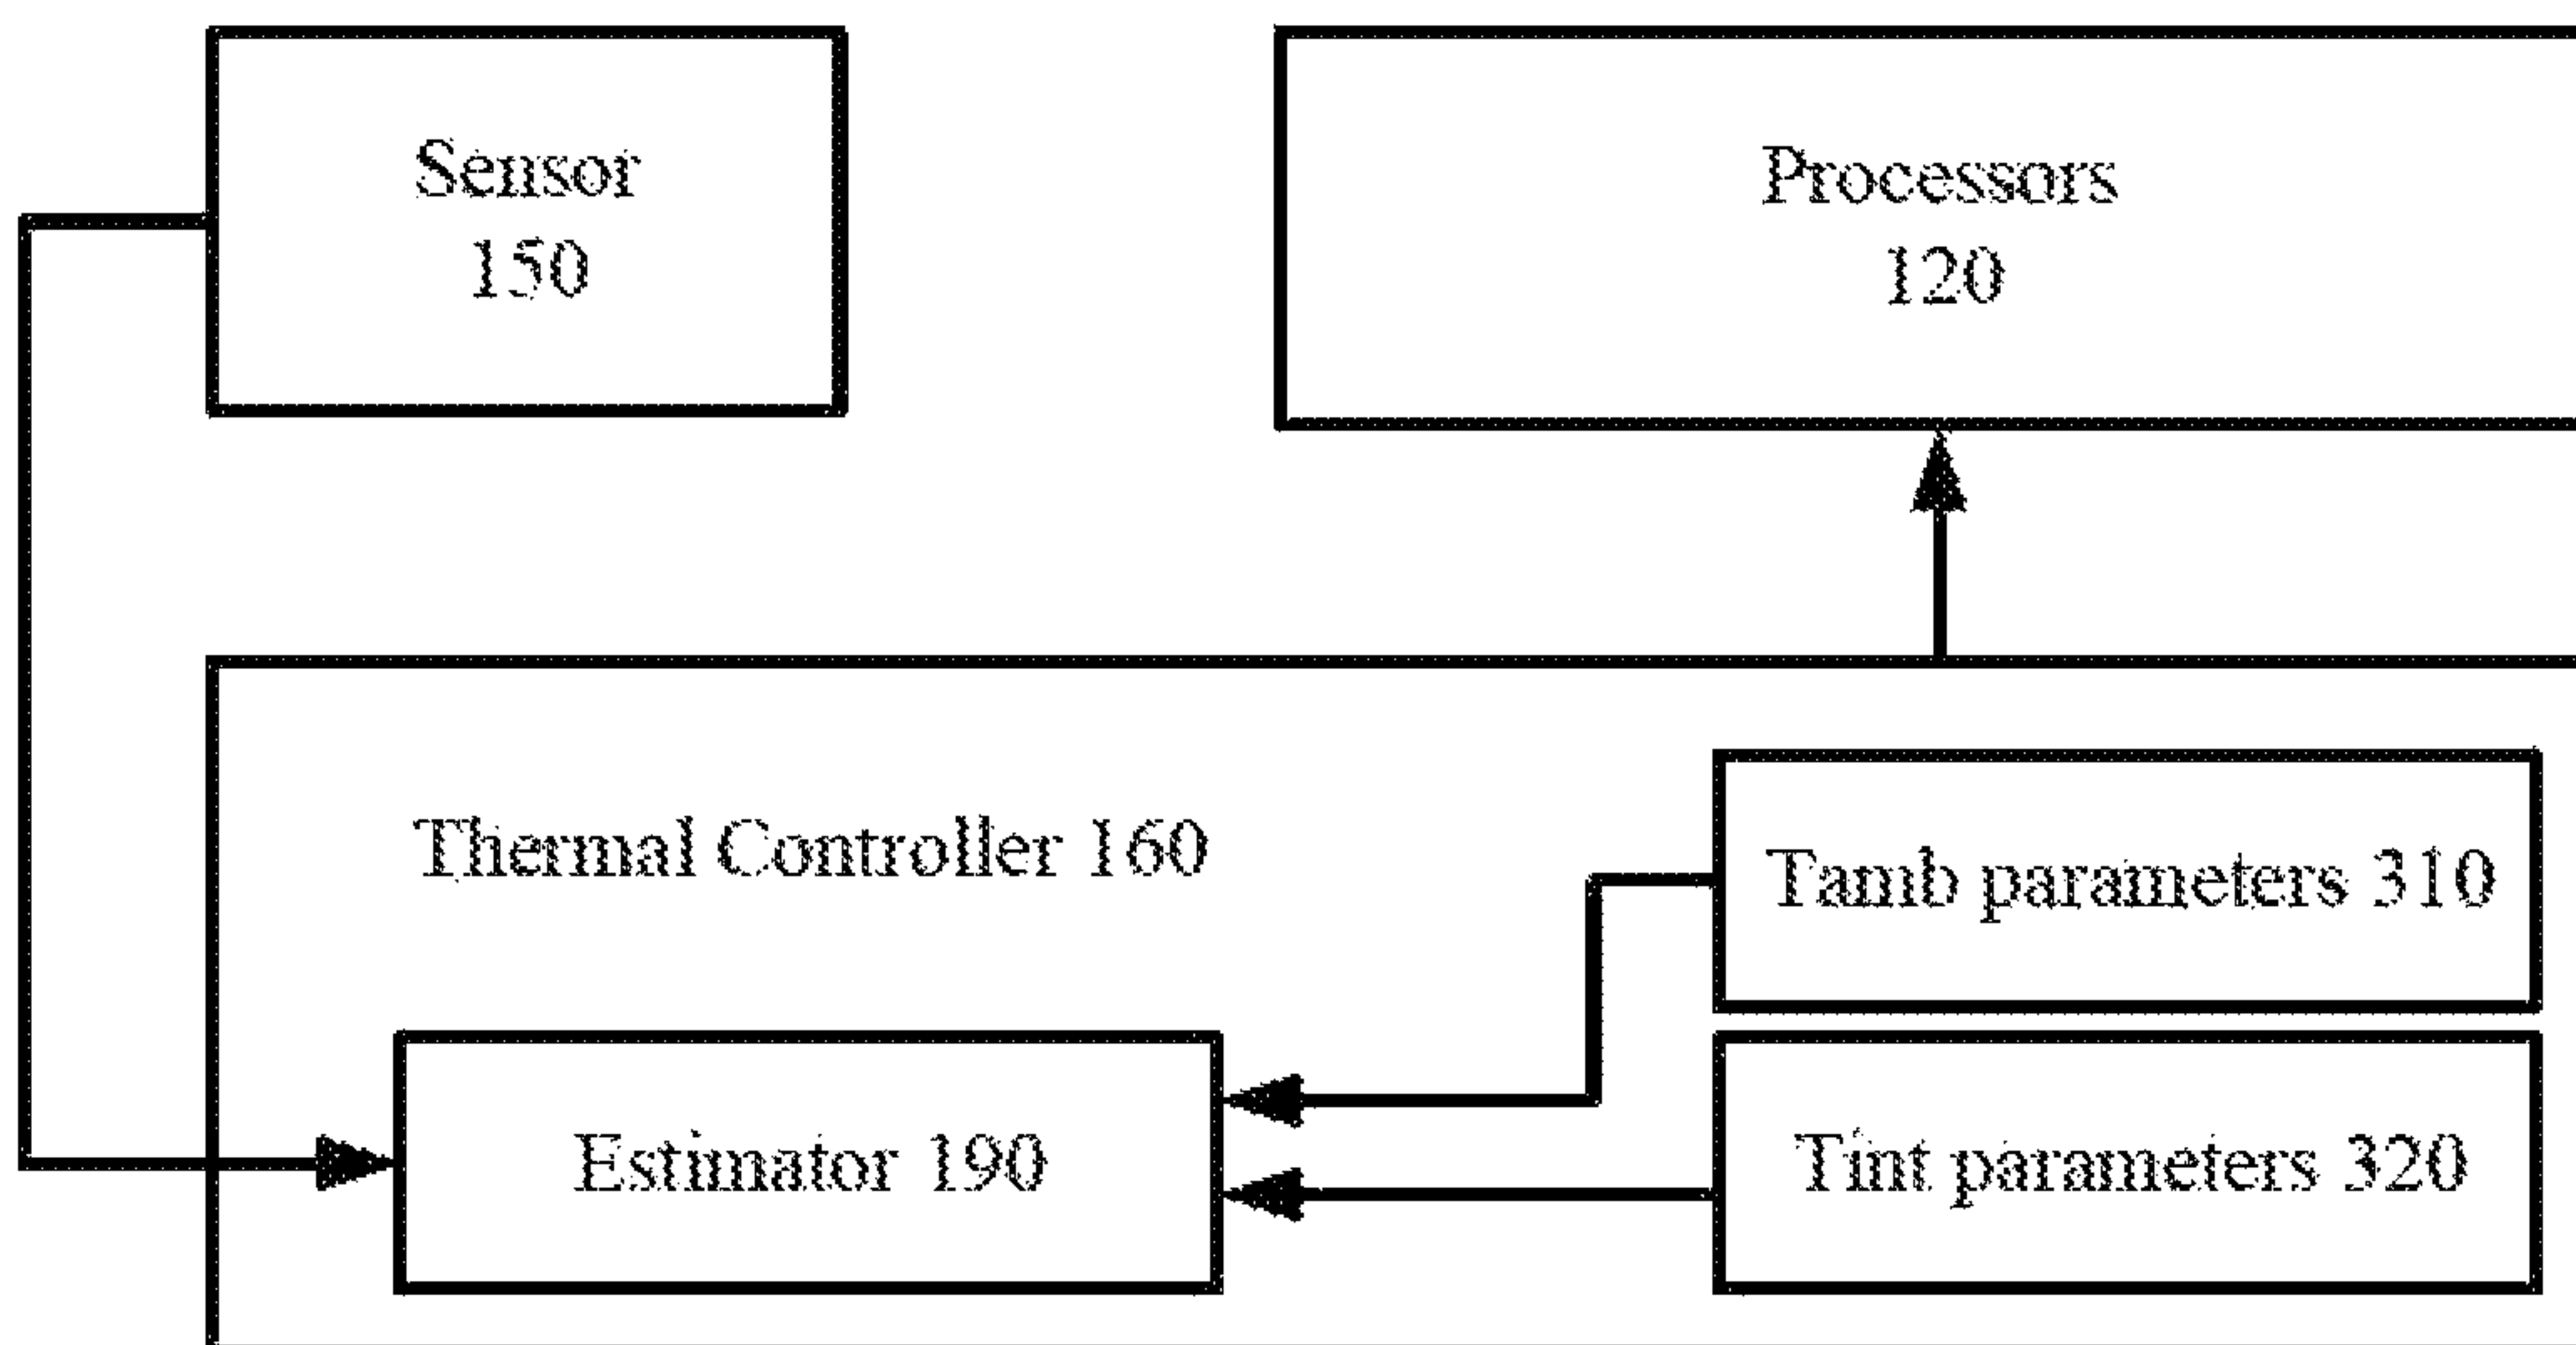 Sensor
150
Processors
120
Thermal Controller 160
Tamb parameters 310
Estimator 190
Tint parameters 320